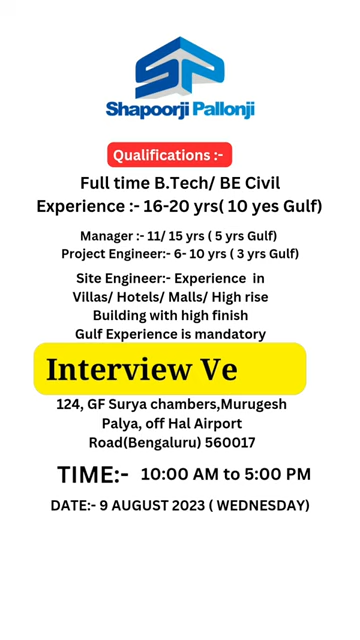 SP
Shapoorji Pallonji
Qualifications :-
Full time B.Tech/ BE Civil
Experience :- 16-20 yrs( 10 yes Gulf)
Manager :- 11/ 15 yrs ( 5 yrs Gulf)
Project Engineer:- 6- 10 yrs ( 3 yrs Gulf)
Site Engineer:- Experience in
Villas/ Hotels/ Malls/ High rise
Building with high finish
Gulf Experience is mandatory
Interview Ve
124, GF Surya chambers,Murugesh
Palya, off Hal Airport
Road(Bengaluru) 560017
TIME:- 10:00 AM to 5:00 PM
DATE:- 9 AUGUST 2023 ( WEDNESDAY)